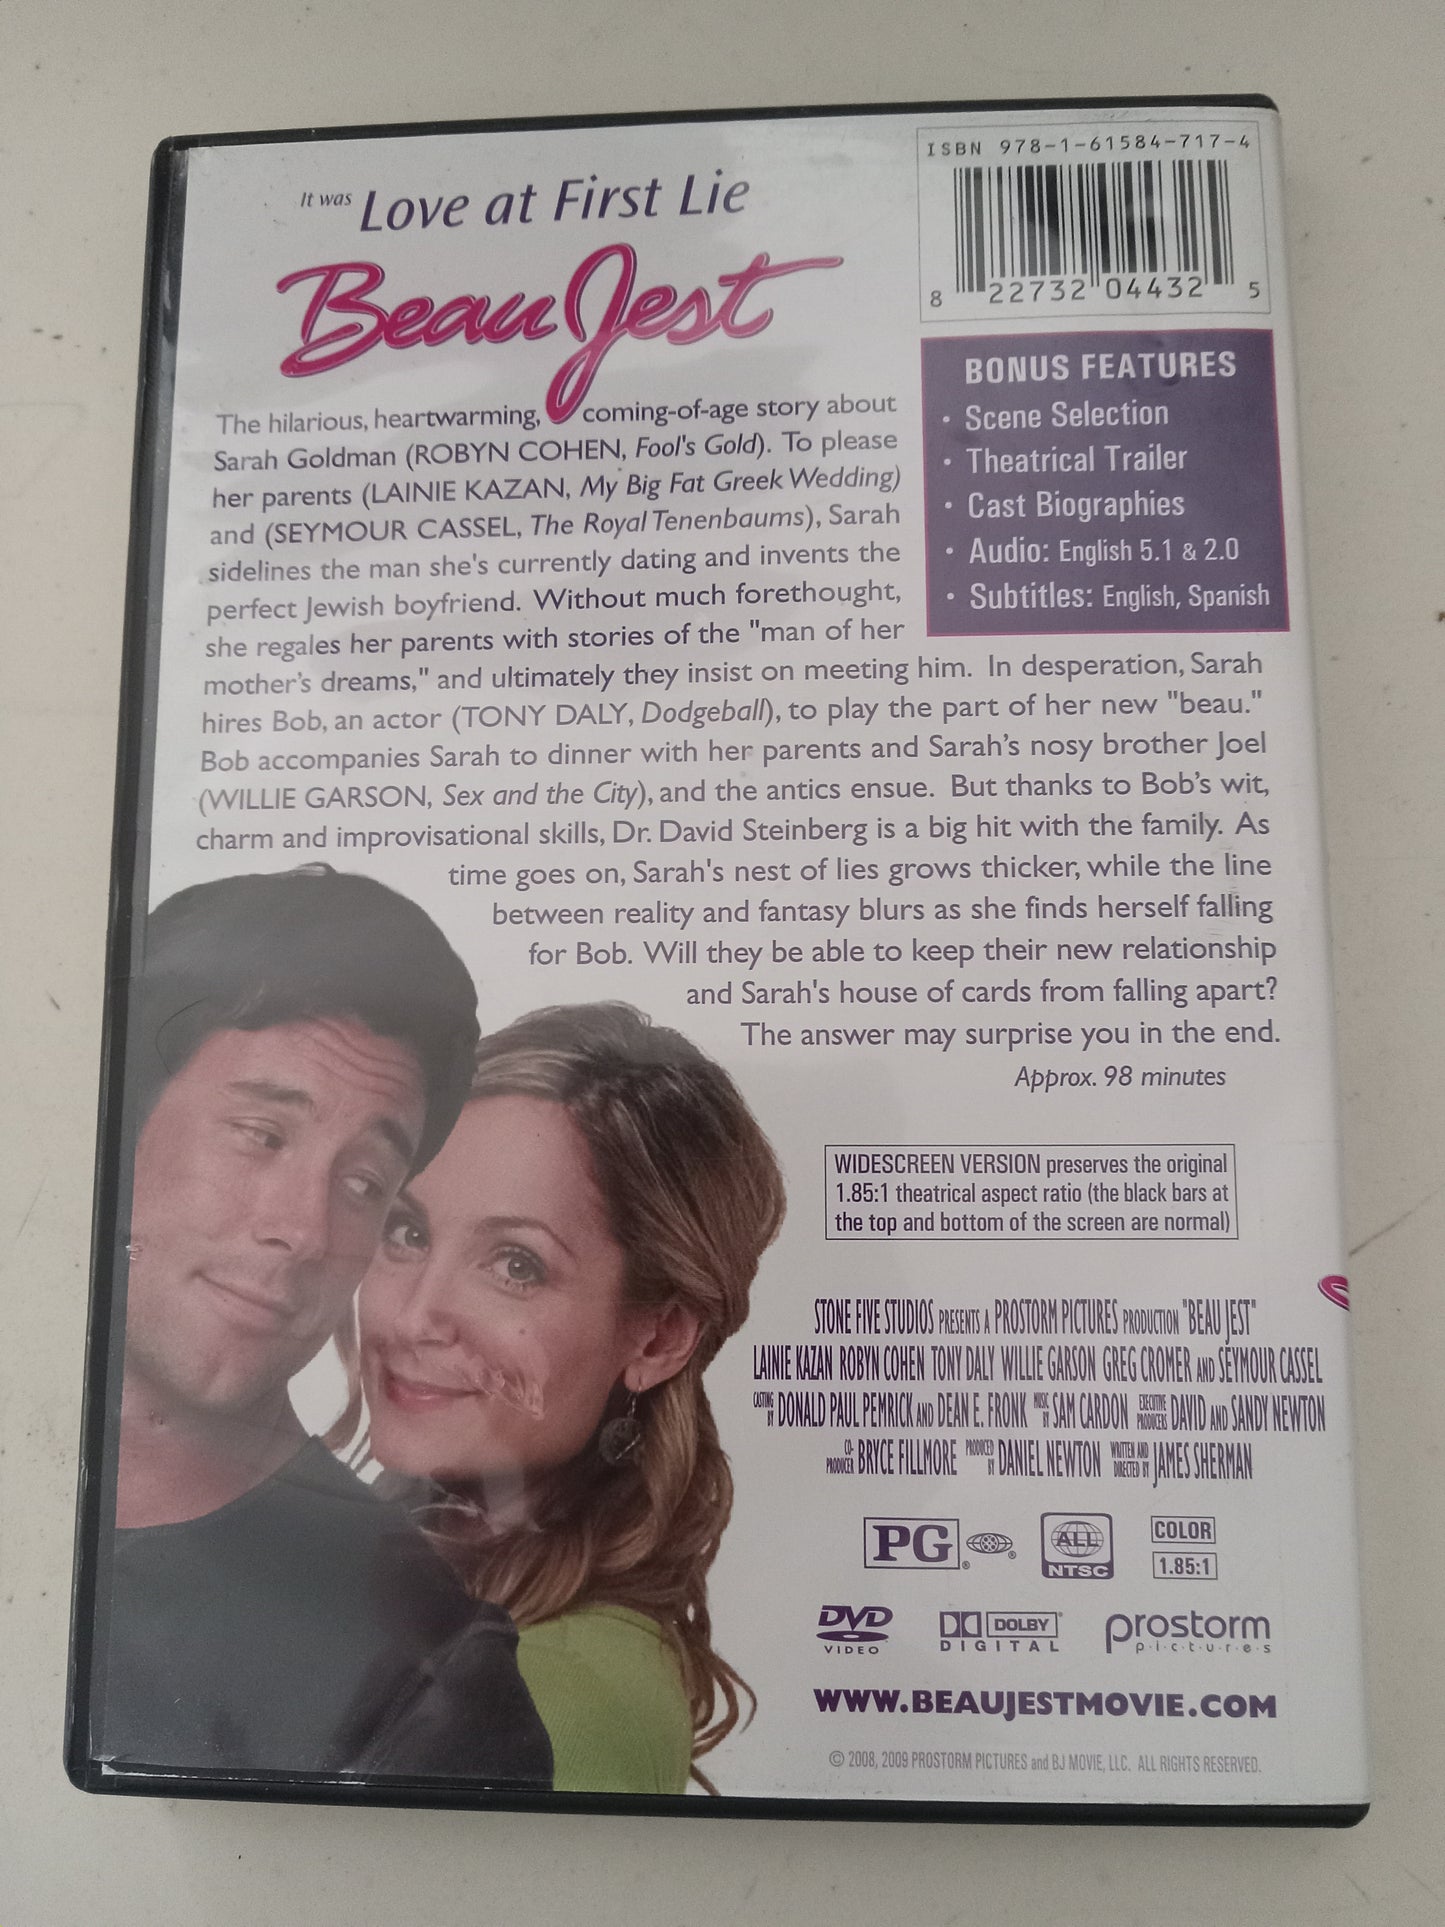 It was Love at First Lie
Beau Jest
ISBN 978-1-61584-717-4
8 22732 04432 5
BONUS FEATURES
• Scene Selection
• Theatrical Trailer
• Cast Biographies
• Audio: English 5.1 & 2.0
• Subtitles: English, Spanish
The hilarious, heartwarming, coming-of-age story about
Sarah Goldman (ROBYN COHEN, Fool's Gold). To please
her parents (LAINIE KAZAN, My Big Fat Greek Wedding)
and (SEYMOUR CASSEL, The Royal Tenenbaums), Sarah
sidelines the man she's currently dating and invents the
perfect Jewish boyfriend. Without much forethought,
she regales her parents with stories of the "man of her
mother's dreams," and ultimately they insist on meeting him. In desperation, Sarah
hires Bob, an actor (TONY DALY, Dodgeball), to play the part of her new "beau."
Bob accompanies Sarah to dinner with her parents and Sarah's nosy brother Joel
(WILLIE GARSON, Sex and the City), and the antics ensue. But thanks to Bob's wit,
charm and improvisational skills, Dr. David Steinberg is a big hit with the family. As
time goes on, Sarah's nest of lies grows thicker, while the line
between reality and fantasy blurs as she finds herself falling
for Bob. Will they be able to keep their new relationship
and Sarah's house of cards from falling apart?
The answer may surprise you in the end.
Approx. 98 minutes
WIDESCREEN VERSION preserves the original
1.85:1 theatrical aspect ratio (the black bars at
the top and bottom of the screen are normal)
STONE FIVE STUDIOS PRESENTS A PROSTORM PICTURES PRODUCTION "BEAU JEST"
LAINIE KAZAN ROBYN COHEN TONY DALY WILLIE GARSON GREG CROMER AND SEYMOUR CASSEL
CASTING BY DONALD PAUL PEMRICK AND DEAN E. FRONK MUSIC BY SAM CARDON EXECUTIVE PRODUCERS DAVID AND SANDY NEWTON
CO-PRODUCER BRYCE FILLMORE PRODUCED BY DANIEL NEWTON WRITTEN AND DIRECTED BY JAMES SHERMAN
PG ® ®
ALL
NTSC
COLOR
1.85:1
DVD
VIDEO
DOLBY
DIGITAL
prostorm
p·i·c·t·u·r·e·s
WWW.BEAUJESTMOVIE.COM
© 2008, 2009 PROSTORM PICTURES and BJ MOVIE, LLC. ALL RIGHTS RESERVED.